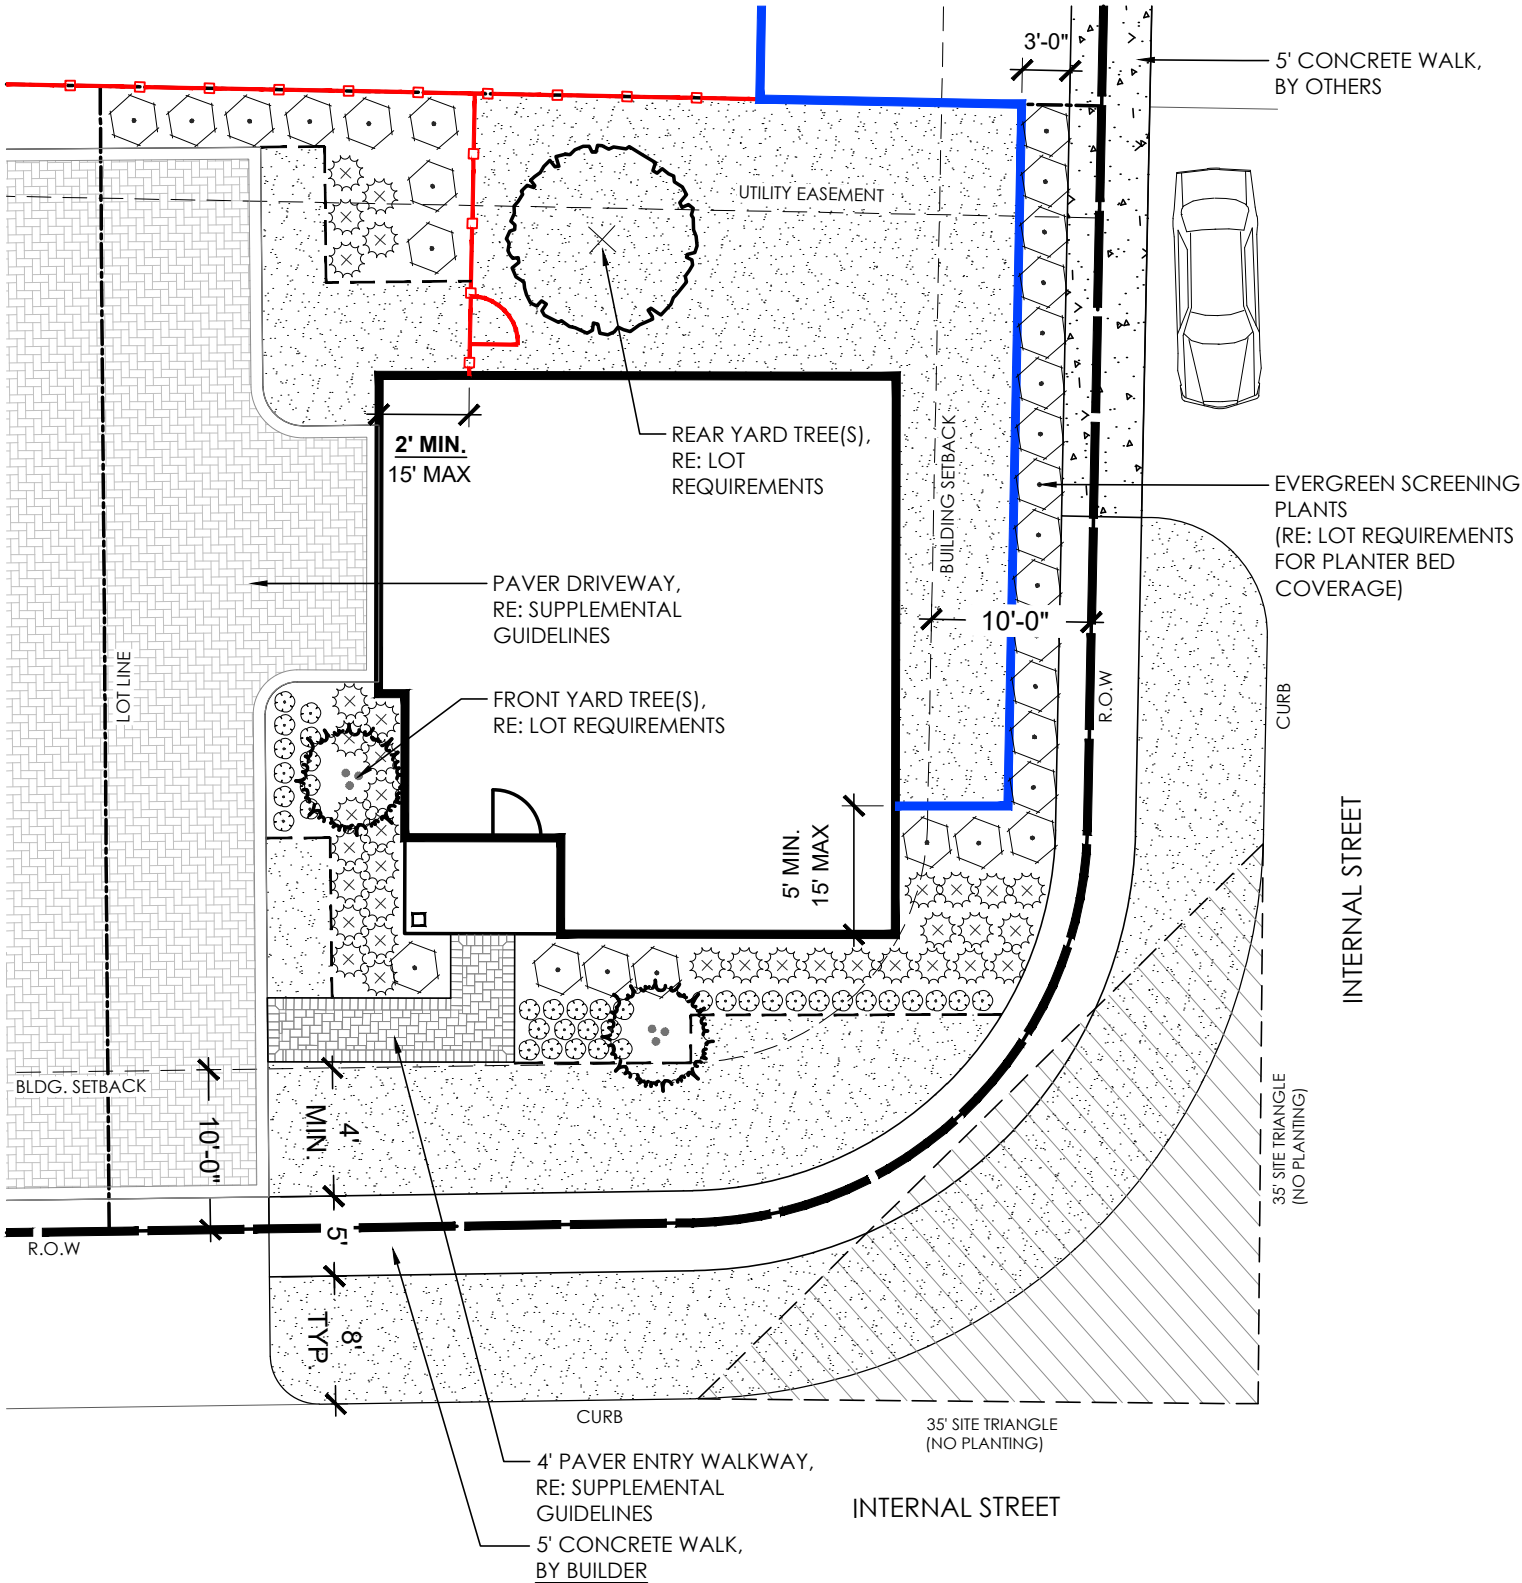 3'-0"
5' CONCRETE WALK,
BY OTHERS
UTILITY EASEMENT
2' MIN.
15' MAX
REAR YARD TREE(S),
RE: LOT
REQUIREMENTS
BUILDING SETBACK
EVERGREEN SCREENING
PLANTS
(RE: LOT REQUIREMENTS
FOR PLANTER BED
COVERAGE)
PAVER DRIVEWAY,
RE: SUPPLEMENTAL
GUIDELINES
10'-0"
LOT LINE
FRONT YARD TREE(S),
RE: LOT REQUIREMENTS
R.O.W
CURB
5' MIN.
15' MAX
INTERNAL STREET
BLDG. SETBACK
10'-0"
4'
MIN.
35' SITE TRIANGLE
(NO PLANTING)
5'
R.O.W
8'
TYP.
CURB
35' SITE TRIANGLE
(NO PLANTING)
4' PAVER ENTRY WALKWAY,
RE: SUPPLEMENTAL
GUIDELINES
INTERNAL STREET
5' CONCRETE WALK,
BY BUILDER